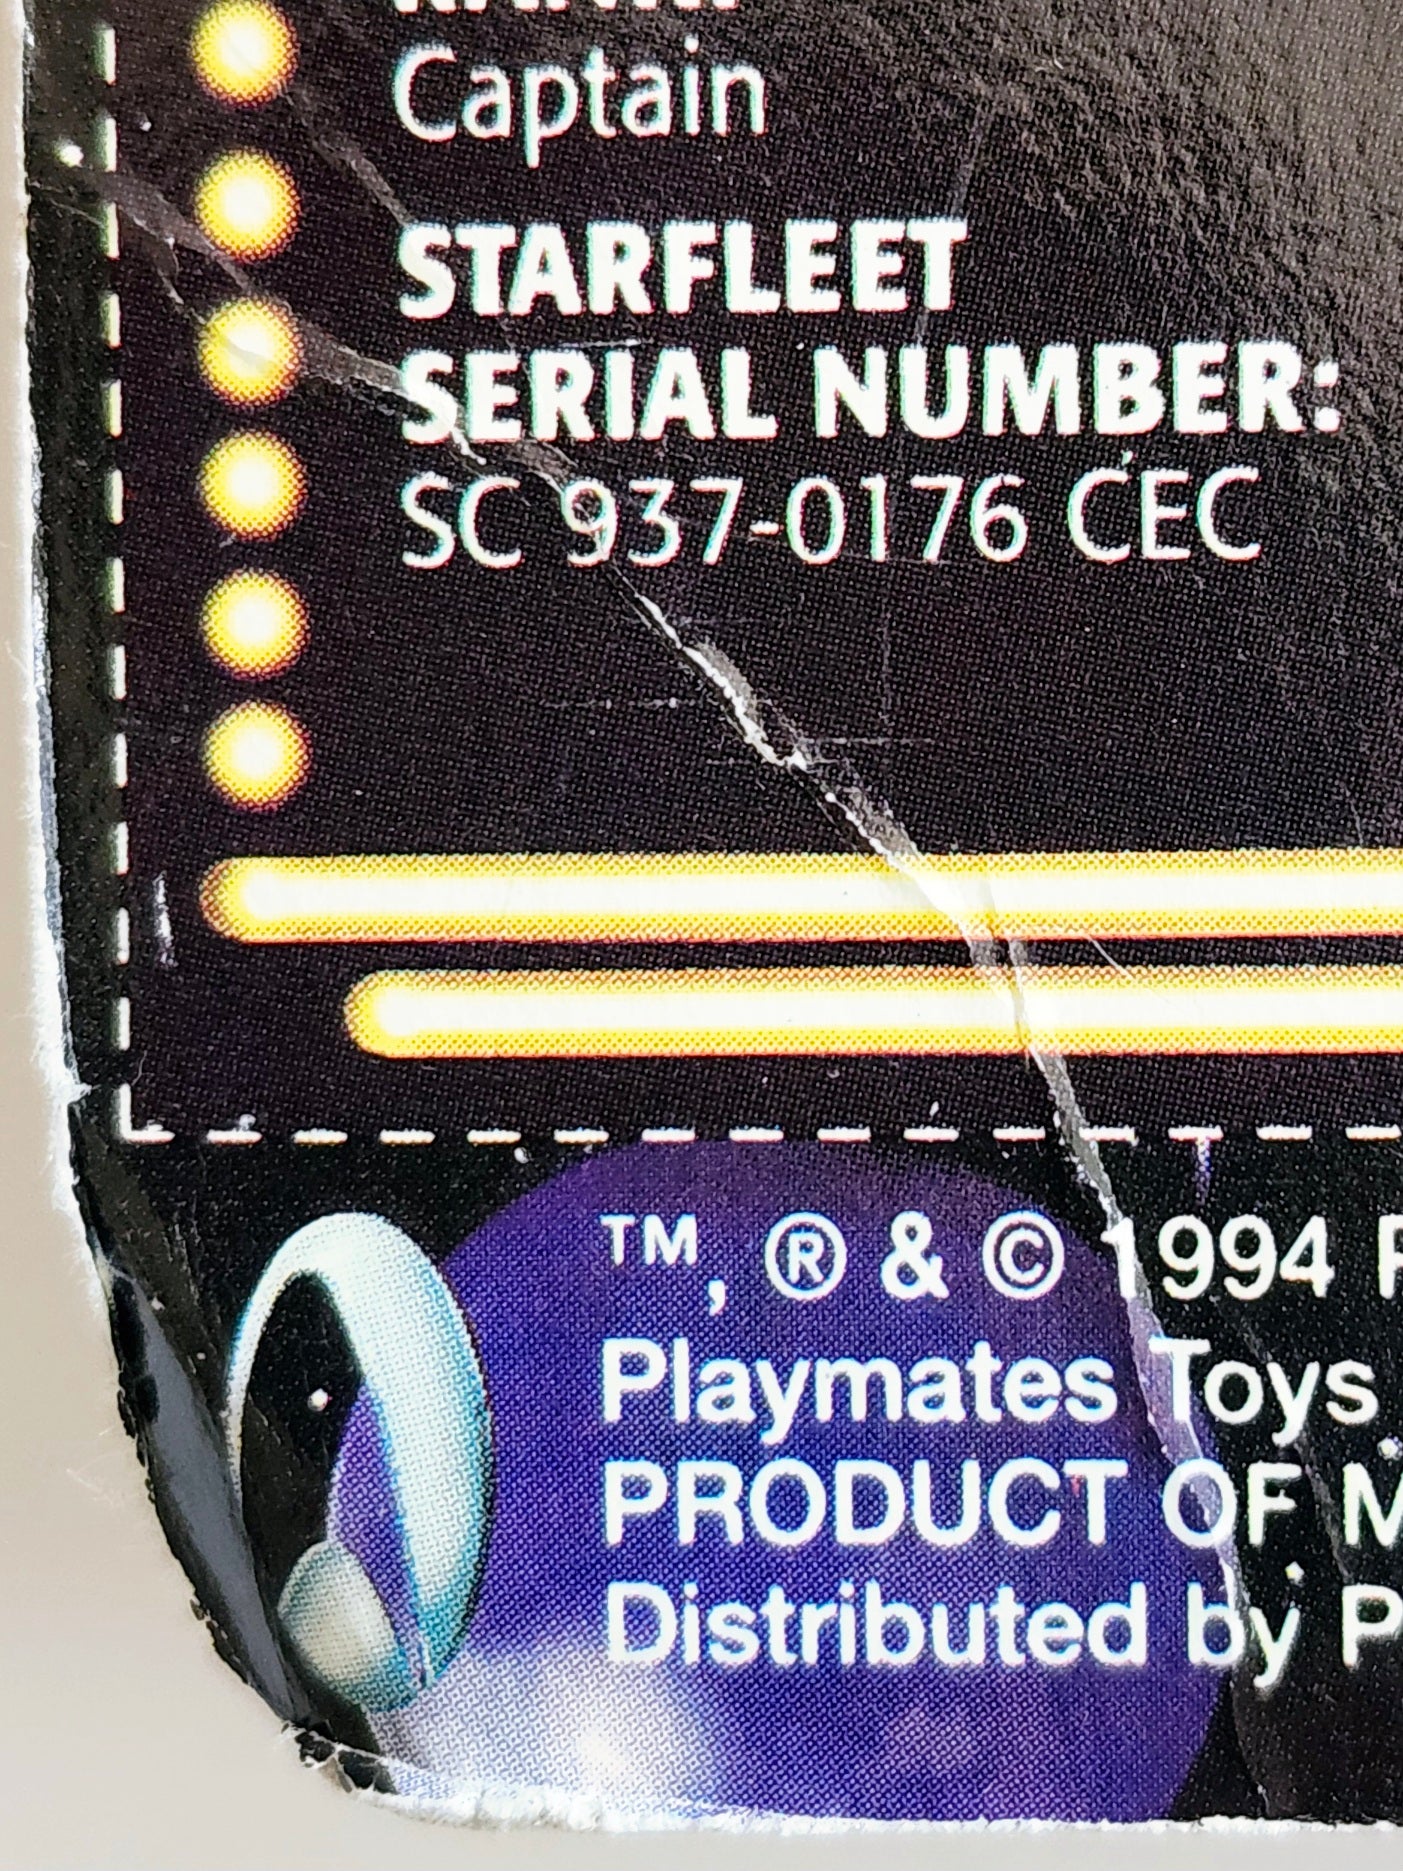 Captain
STARFLEET
SERIAL NUMBER:
SC 937-0176 CEC
™, ® & © 1994
Playmates Toys
PRODUCT OF
Distributed by